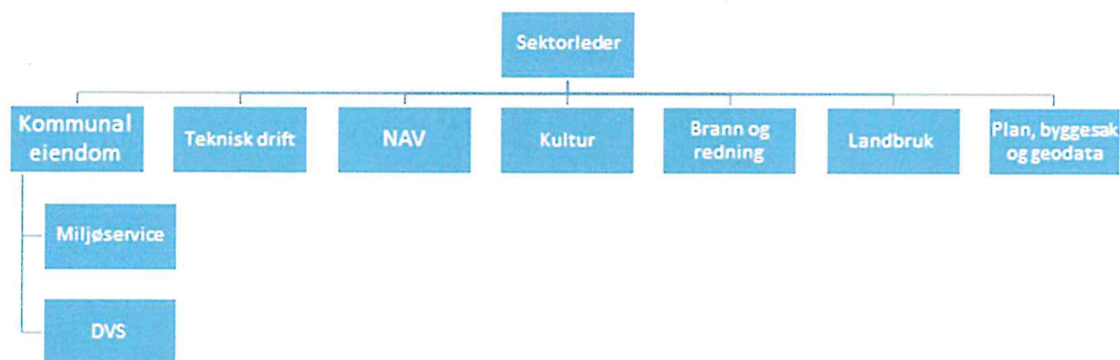 Sektorleder
Kommunal
eiendom
Teknisk drift
NAV
Kultur
Brann og
redning
Landbruk
Plan, byggesak
og geodata
Miljøservice
DVS